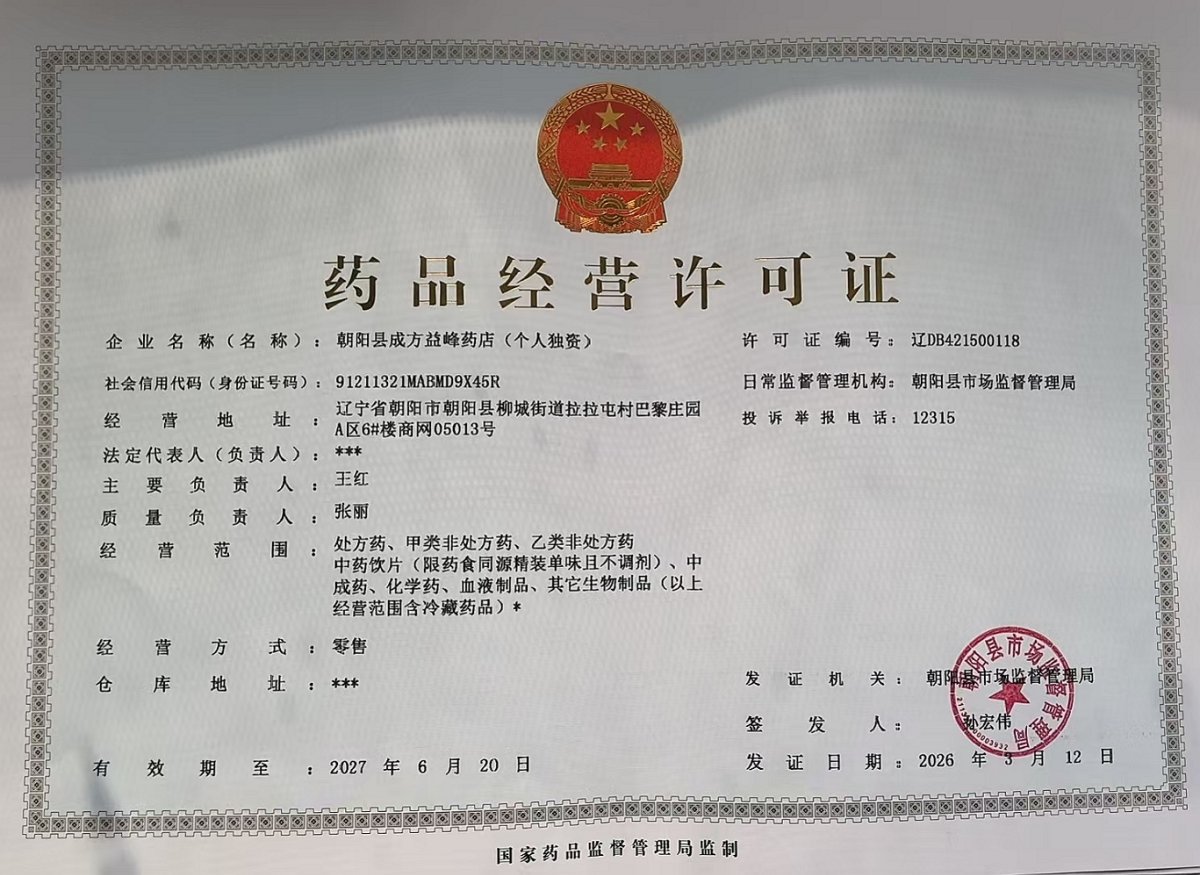 药品经营许可证
企业名称（名称）：朝阳县成方益峰药店（个人独资）
许可证编号：辽DB421500118
社会信用代码（身份证号码）：91211321MABMD9X45R
日常监督管理机构：朝阳县市场监督管理局
经营地址：辽宁省朝阳市朝阳县柳城街道拉拉屯村巴黎庄园
A区6#楼商网05013号
投诉举报电话：12315
法定代表人（负责人）：***
主要负责人：王红
质量负责人：张丽
经营范围：处方药、甲类非处方药、乙类非处方药
中药饮片（限药食同源精装单味且不调剂）、中
成药、化学药、血液制品、其它生物制品（以上
经营范围含冷藏药品）*
经营方式：零售
仓库地址：***
发证机关：朝阳县市场监督管理局
签发人：孙宏伟
有效期至：2027年6月20日
发证日期：2026年3月12日
朝阳县市场监督管理局
国家药品监督管理局监制